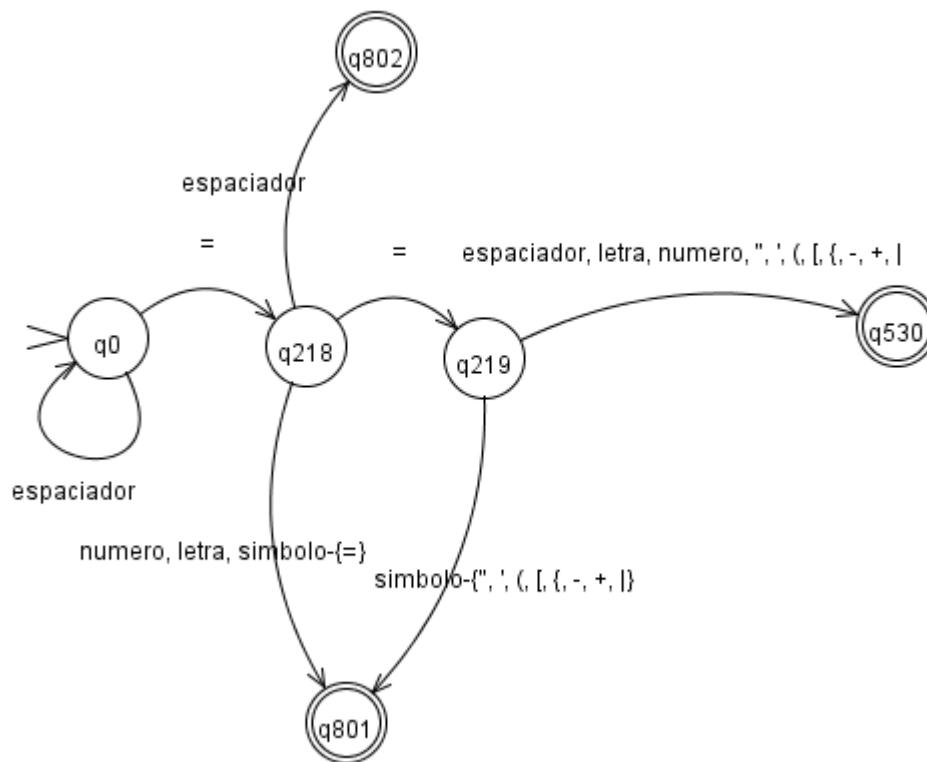 q802
espaciador
=
=
espaciador, letra, numero, ", ', (, [, {, -, +, |
q0
q218
q219
q530
espaciador
numero, letra, simbolo-{=}
simbolo-{", ', (, [, {, -, +, |}
q801